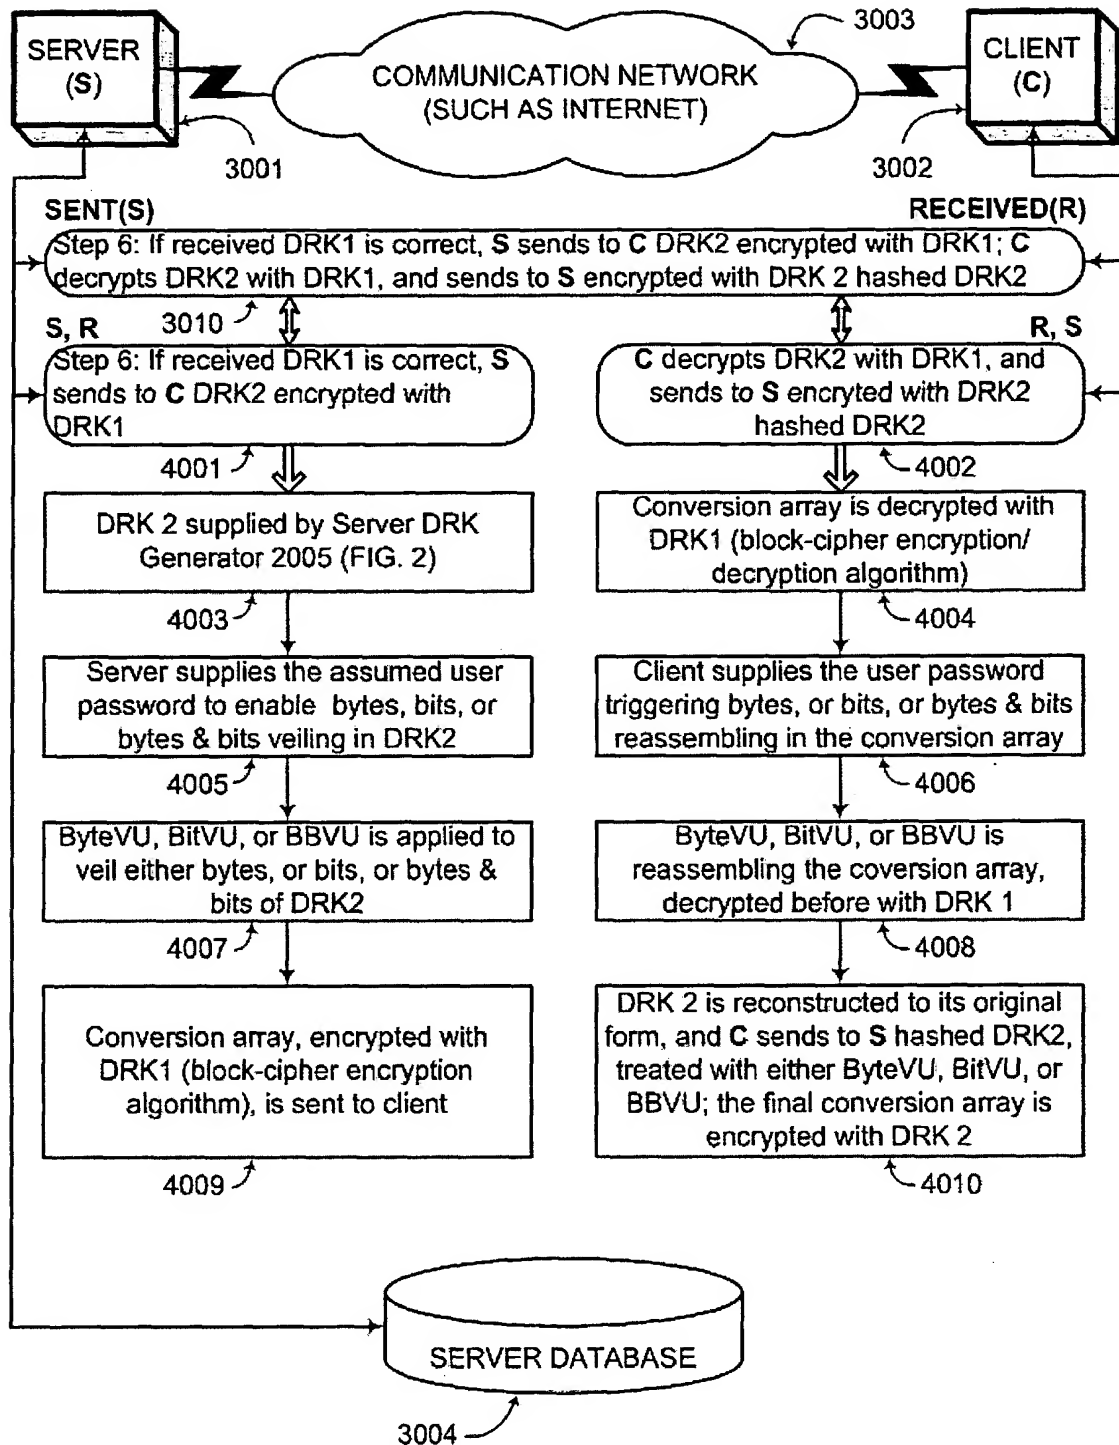 SERVER
(S)
COMMUNICATION NETWORK
(SUCH AS INTERNET)
3003
CLIENT
(C)
3001
3002
SENT(S)
RECEIVED(R)
Step 6: If received DRK1 is correct, S sends to C DRK2 encrypted with DRK1; C
decrypts DRK2 with DRK1, and sends to S encrypted with DRK 2 hashed DRK2
3010
S, R
R, S
Step 6: If received DRK1 is correct, S
sends to C DRK2 encrypted with
DRK1
4001
C decrypts DRK2 with DRK1, and
sends to S encryted with DRK2
hashed DRK2
4002
DRK 2 supplied by Server DRK
Generator 2005 (FIG. 2)
4003
Conversion array is decrypted with
DRK1 (block-cipher encryption/
decryption algorithm)
4004
Server supplies the assumed user
password to enable bytes, bits, or
bytes & bits veiling in DRK2
4005
Client supplies the user password
triggering bytes, or bits, or bytes & bits
reassembling in the conversion array
4006
ByteVU, BitVU, or BBVU is applied to
veil either bytes, or bits, or bytes &
bits of DRK2
4007
ByteVU, BitVU, or BBVU is
reassembling the coversion array,
decrypted before with DRK 1
4008
Conversion array, encrypted with
DRK1 (block-cipher encryption
algorithm), is sent to client
4009
DRK 2 is reconstructed to its original
form, and C sends to S hashed DRK2,
treated with either ByteVU, BitVU, or
BBVU; the final conversion array is
encrypted with DRK 2
4010
SERVER DATABASE
3004